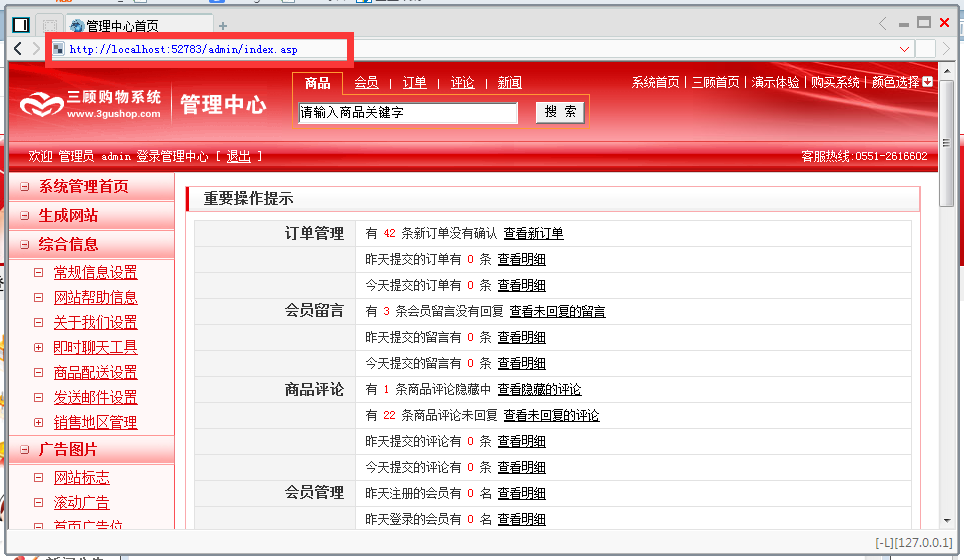 管理中心首页
http://localhost:52783/admin/index.asp
商品 | 会员 | 订单 | 评论 | 新闻
系统首页 | 三顾首页 | 演示体验 | 购买系统 | 颜色选择
三顾购物系统
www.3gushop.com
管理中心
请输入商品关键字
搜 索
欢迎 管理员 admin 登录管理中心 [ 退出 ]
客服热线:0551-2616602
系统管理首页
生成网站
综合信息
常规信息设置
网站帮助信息
关于我们设置
即时聊天工具
商品配送设置
发送邮件设置
销售地区管理
广告图片
网站标志
滚动广告
首页广告位
重要操作提示
订单管理 有 42 条新订单没有确认 查看新订单
昨天提交的订单有 0 条 查看明细
今天提交的订单有 0 条 查看明细
会员留言 有 3 条会员留言没有回复 查看未回复的留言
昨天提交的留言有 0 条 查看明细
今天提交的留言有 0 条 查看明细
商品评论 有 1 条商品评论隐藏中 查看隐藏的评论
有 22 条商品评论未回复 查看未回复的评论
昨天提交的评论有 0 条 查看明细
今天提交的评论有 0 条 查看明细
会员管理 昨天注册的会员有 0 名 查看明细
昨天登录的会员有 0 名 查看明细
[-L][127.0.0.1]